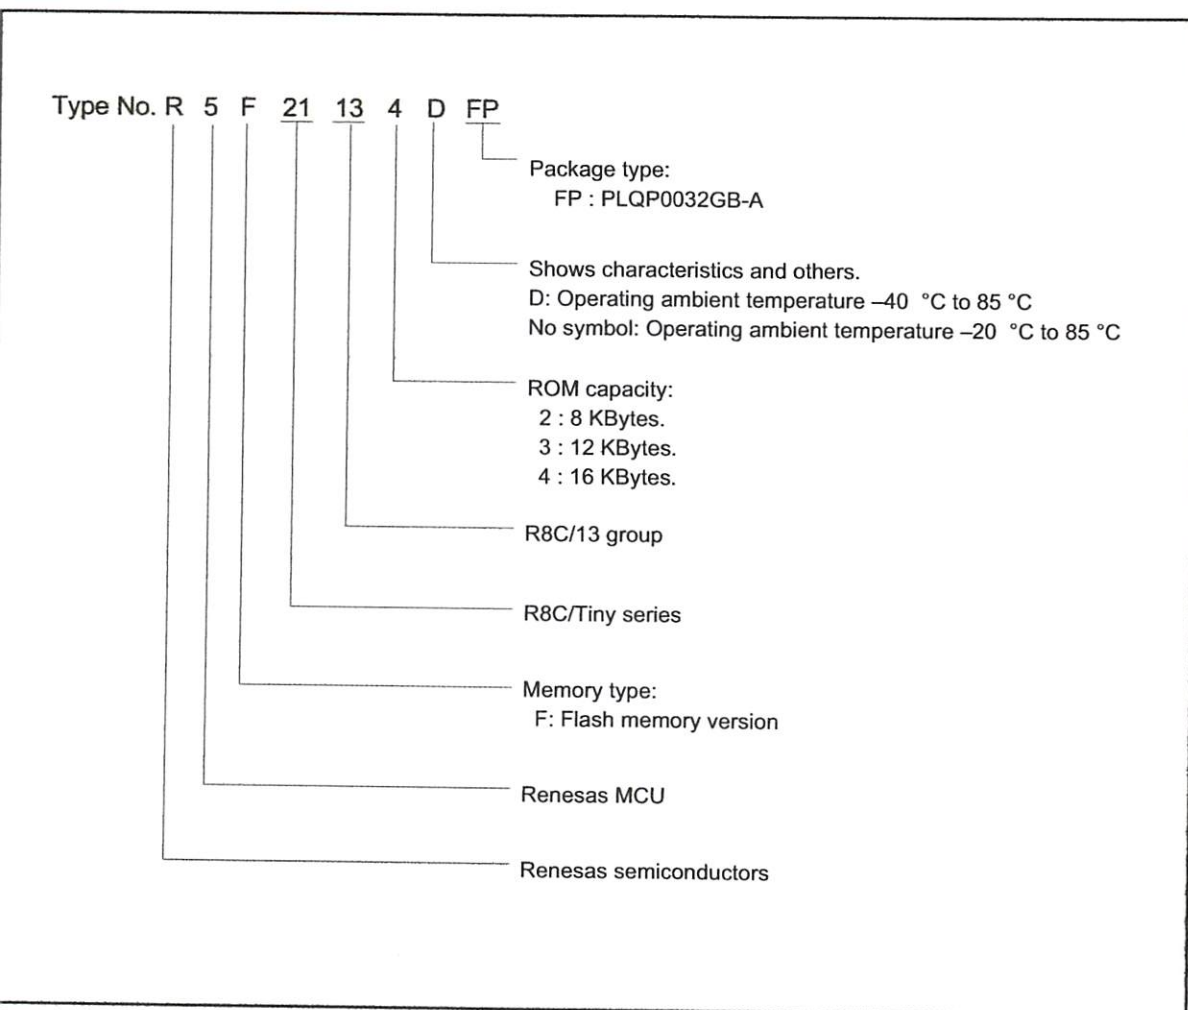 Type No. R 5 F 21 13 4 D FP
Package type:
FP : PLQP0032GB-A
Shows characteristics and others.
D: Operating ambient temperature –40 °C to 85 °C
No symbol: Operating ambient temperature –20 °C to 85 °C
ROM capacity:
2 : 8 KBytes.
3 : 12 KBytes.
4 : 16 KBytes.
R8C/13 group
R8C/Tiny series
Memory type:
F: Flash memory version
Renesas MCU
Renesas semiconductors